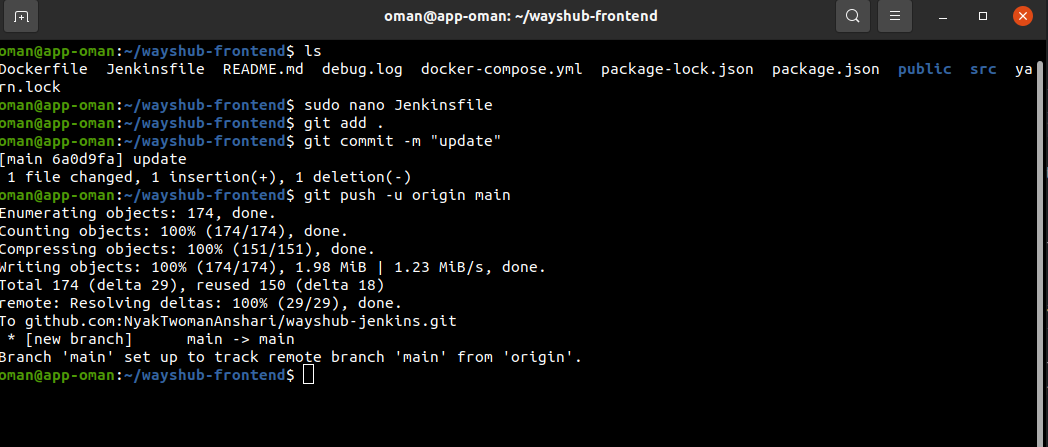 oman@app-oman: ~/wayshub-frontend
oman@app-oman:~/wayshub-frontend$ ls
Dockerfile  Jenkinsfile  README.md  debug.log  docker-compose.yml  package-lock.json  package.json  public  src  ya
rn.lock
oman@app-oman:~/wayshub-frontend$ sudo nano Jenkinsfile
oman@app-oman:~/wayshub-frontend$ git add .
oman@app-oman:~/wayshub-frontend$ git commit -m "update"
[main 6a0d9fa] update
 1 file changed, 1 insertion(+), 1 deletion(-)
oman@app-oman:~/wayshub-frontend$ git push -u origin main
Enumerating objects: 174, done.
Counting objects: 100% (174/174), done.
Compressing objects: 100% (151/151), done.
Writing objects: 100% (174/174), 1.98 MiB | 1.23 MiB/s, done.
Total 174 (delta 29), reused 150 (delta 18)
remote: Resolving deltas: 100% (29/29), done.
To github.com:NyakTwomanAnshari/wayshub-jenkins.git
 * [new branch]      main -> main
Branch 'main' set up to track remote branch 'main' from 'origin'.
oman@app-oman:~/wayshub-frontend$